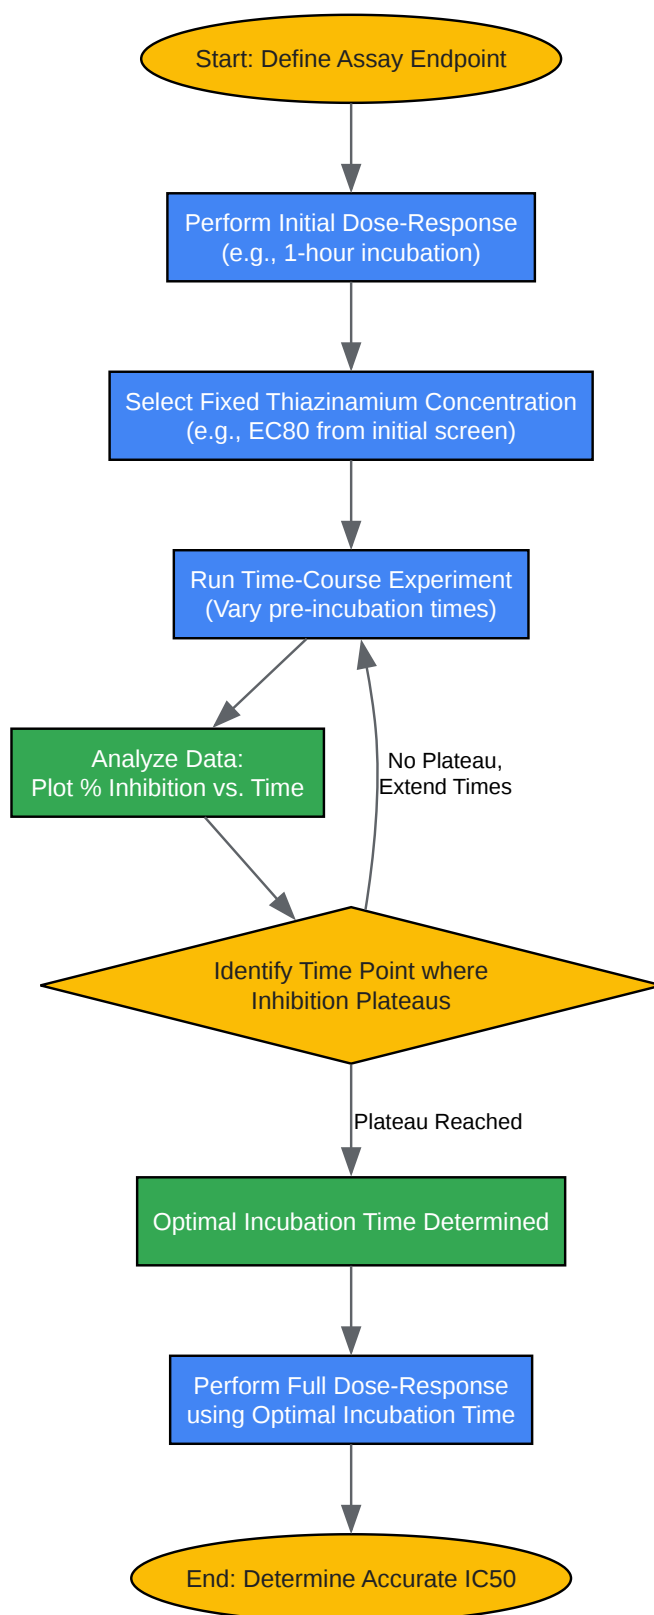 Start: Define Assay Endpoint
Perform Initial Dose-Response
(e.g., 1-hour incubation)
Select Fixed Thiazinamium Concentration
(e.g., EC80 from initial screen)
Run Time-Course Experiment
(Vary pre-incubation times)
Analyze Data:
Plot % Inhibition vs. Time
No Plateau,
Extend Times
Identify Time Point where
Inhibition Plateaus
Plateau Reached
Optimal Incubation Time Determined
Perform Full Dose-Response
using Optimal Incubation Time
End: Determine Accurate IC50